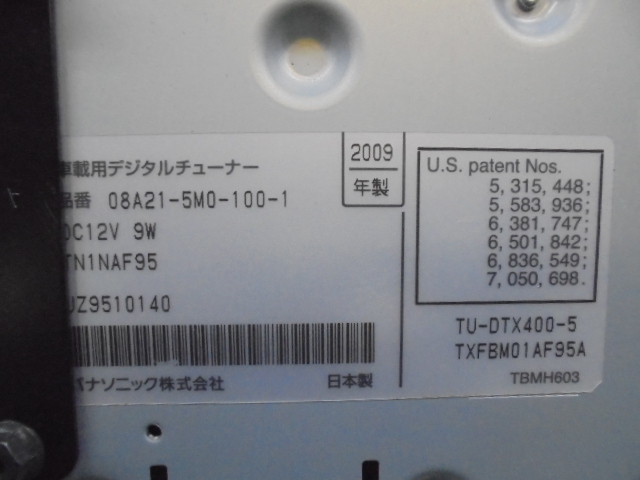 車載用デジタルチューナー
品番 08A21-5M0-100-1
DC12V 9W
TN1NAF95
UZ9510140
パナソニック株式会社
日本製
2009
年製
U.S. patent Nos.
5, 315, 448;
5, 583, 936;
6, 381, 747;
6, 501, 842;
6, 836, 549;
7, 050, 698.
TU-DTX400-5
TXFBM01AF95A
TBMH603